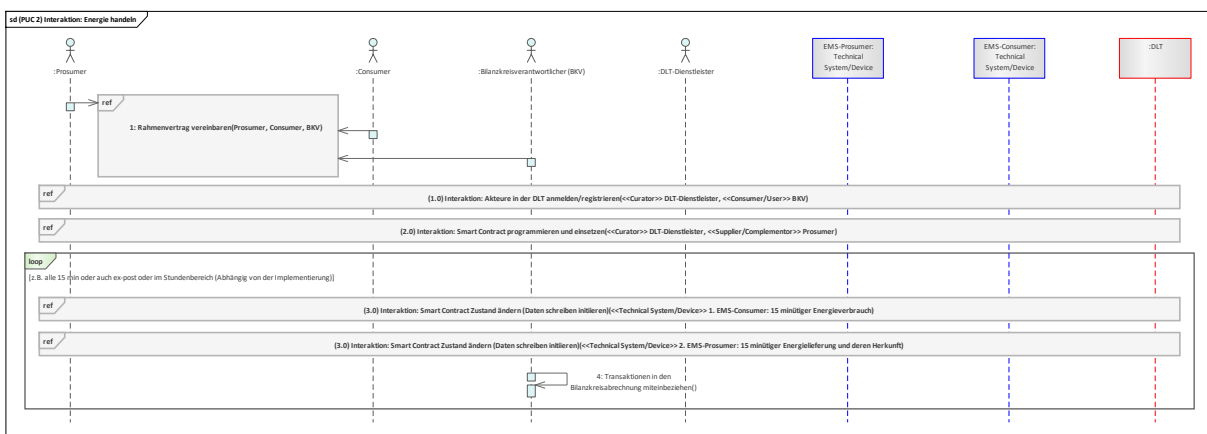 sd (PUC 2) Interaktion: Energie handeln
:Prosumer
:Consumer
:Bilanzkreisverantwortlicher (BKV)
:DLT-Dienstleister
EMS-Prosumer:
Technical
System/Device
EMS-Consumer:
Technical
System/Device
:DLT
ref
1: Rahmenvertrag vereinbaren(Prosumer, Consumer, BKV)
ref
(1.0) Interaktion: Akteure in der DLT anmelden/registrieren(<<Curator>> DLT-Dienstleister, <<Consumer/User>> BKV)
ref
(2.0) Interaktion: Smart Contract programmieren und einsetzen(<<Curator>> DLT-Dienstleister, <<Supplier/Complementor>> Prosumer)
loop
[z.B. alle 15 min oder auch ex-post oder im Stundenbereich (Abhängig von der Implementierung)]
ref
(3.0) Interaktion: Smart Contract Zustand ändern (Daten schreiben initiieren)(<<Technical System/Device>> 1. EMS-Consumer: 15 minütiger Energieverbrauch)
ref
(3.0) Interaktion: Smart Contract Zustand ändern (Daten schreiben initiieren)(<<Technical System/Device>> 2. EMS-Prosumer: 15 minütiger Energielieferung und deren Herkunft)
4: Transaktionen in den
Bilanzkreisabrechnung miteinbeziehen()